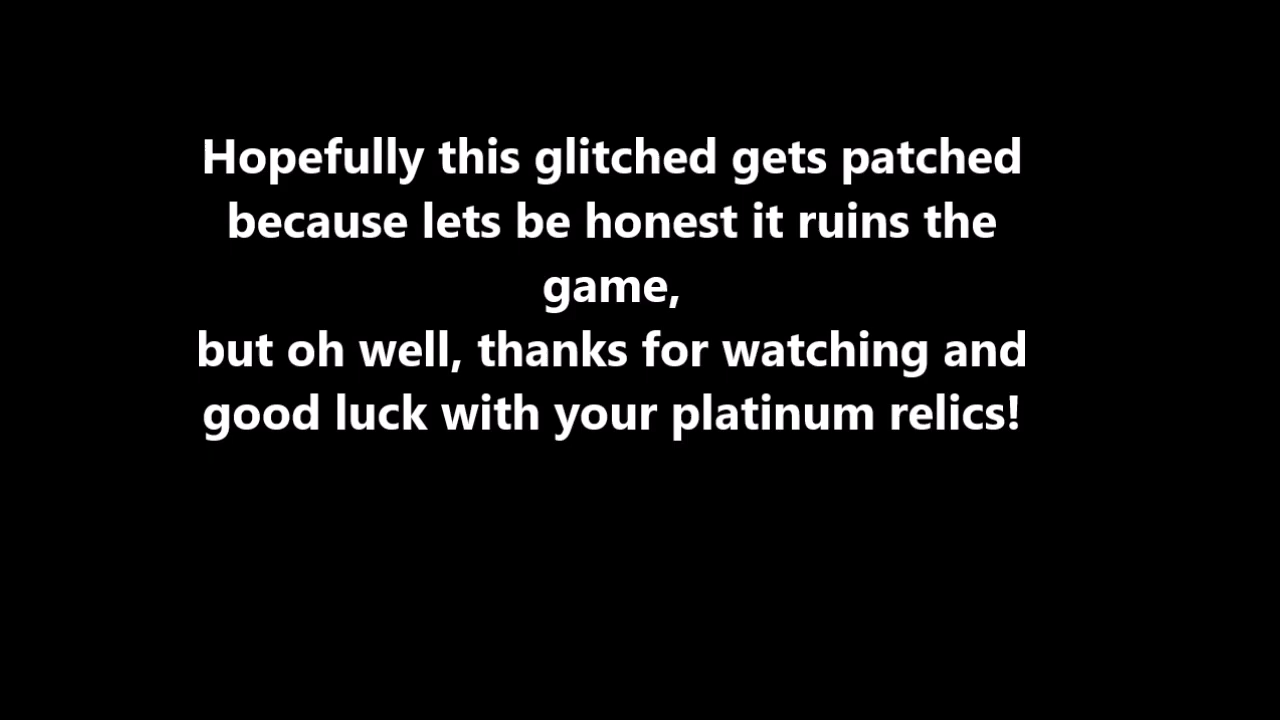 Hopefully this glitched gets patched
because lets be honest it ruins the
game,
but oh well, thanks for watching and
good luck with your platinum relics!